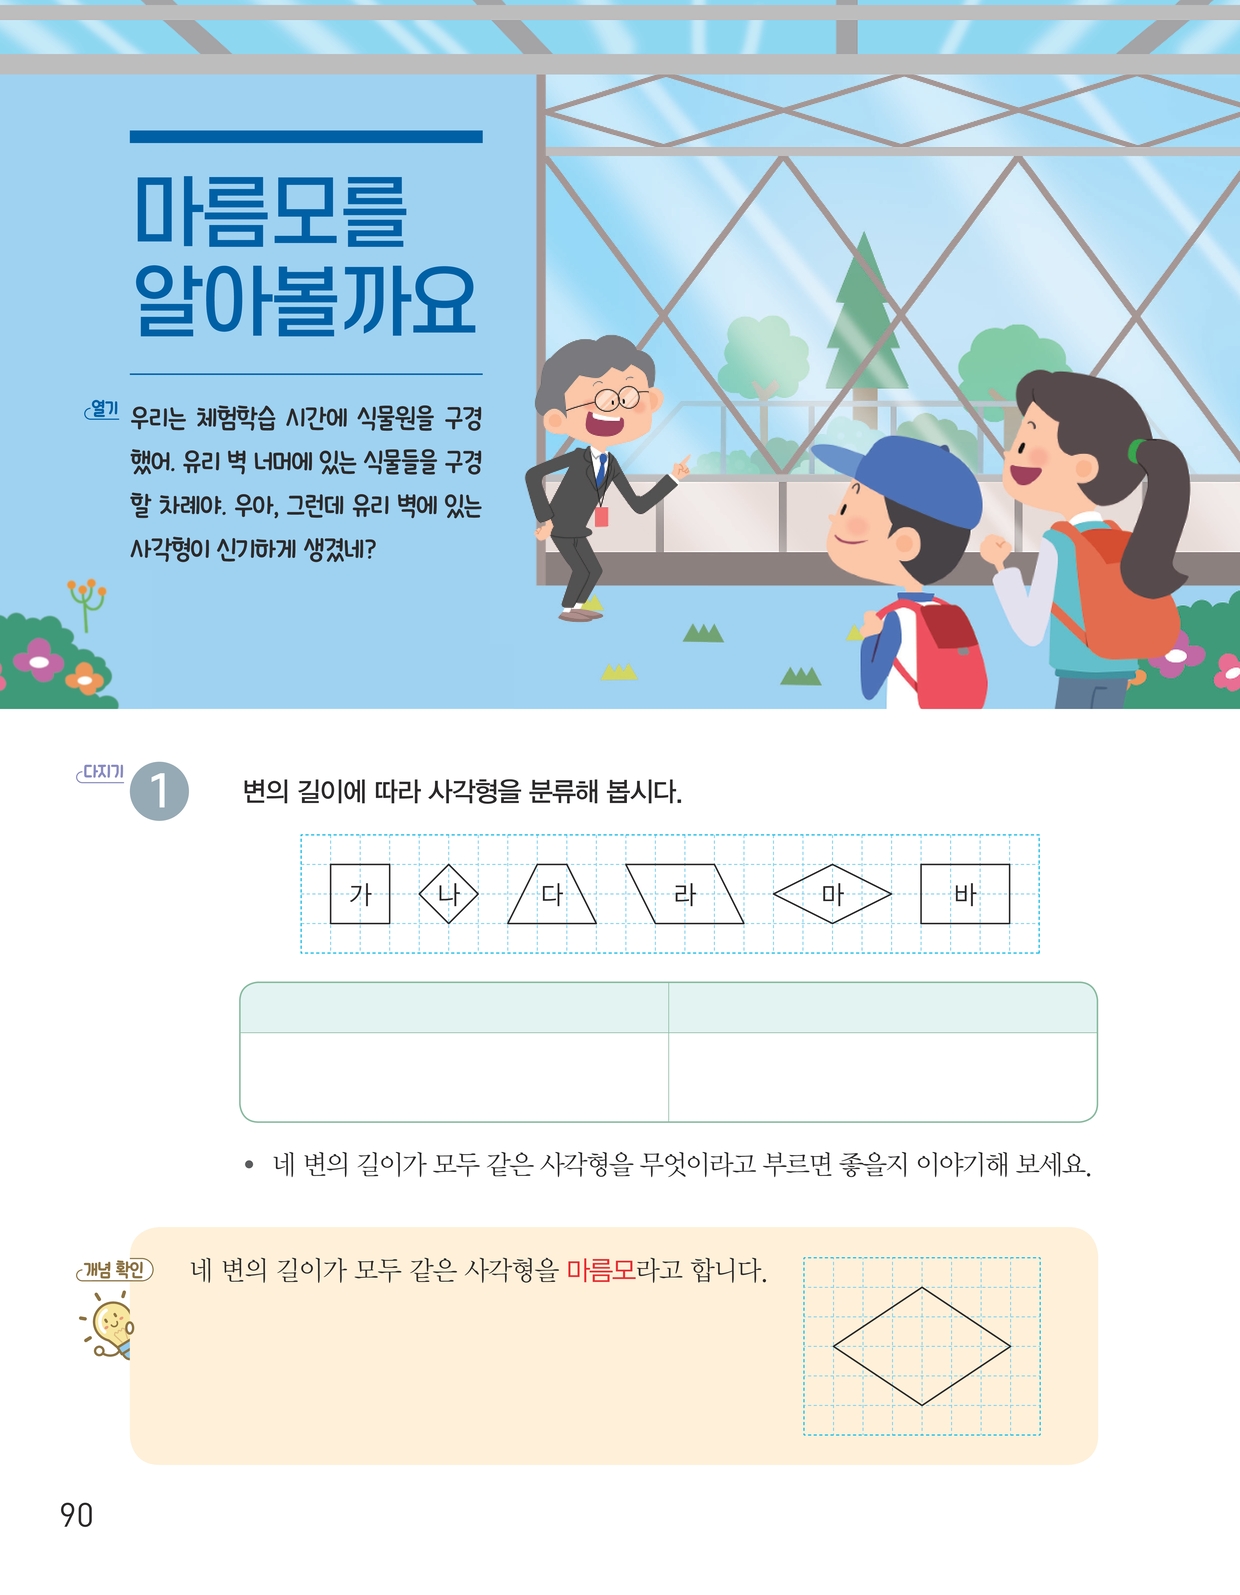 마름모를
알아볼까요
열기
우리는 체험학습 시간에 식물원을 구경
했어. 유리 벽 너머에 있는 식물들을 구경
할 차례야. 우아, 그런데 유리 벽에 있는
사각형이 신기하게 생겼네?
다지기
1
변의 길이에 따라 사각형을 분류해 봅시다.
가 나 다 라 마 바
• 네 변의 길이가 모두 같은 사각형을 무엇이라고 부르면 좋을지 이야기해 보세요.
개념 확인
네 변의 길이가 모두 같은 사각형을 마름모라고 합니다.
90